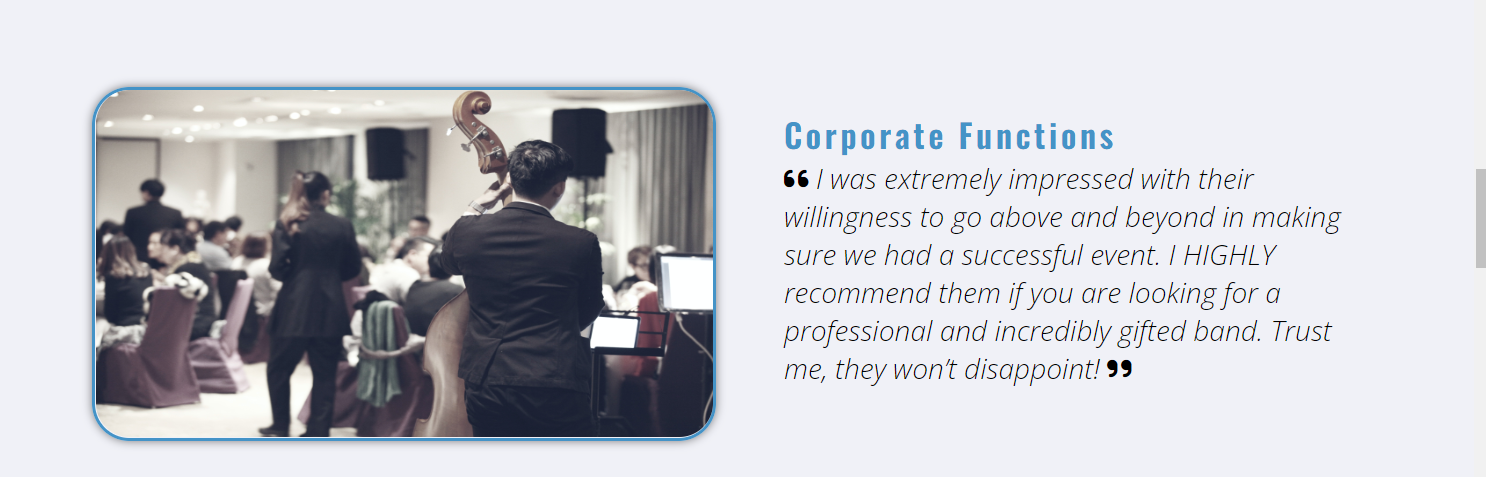 Corporate Functions
❝ I was extremely impressed with their
willingness to go above and beyond in making
sure we had a successful event. I HIGHLY
recommend them if you are looking for a
professional and incredibly gifted band. Trust
me, they won’t disappoint! ❞